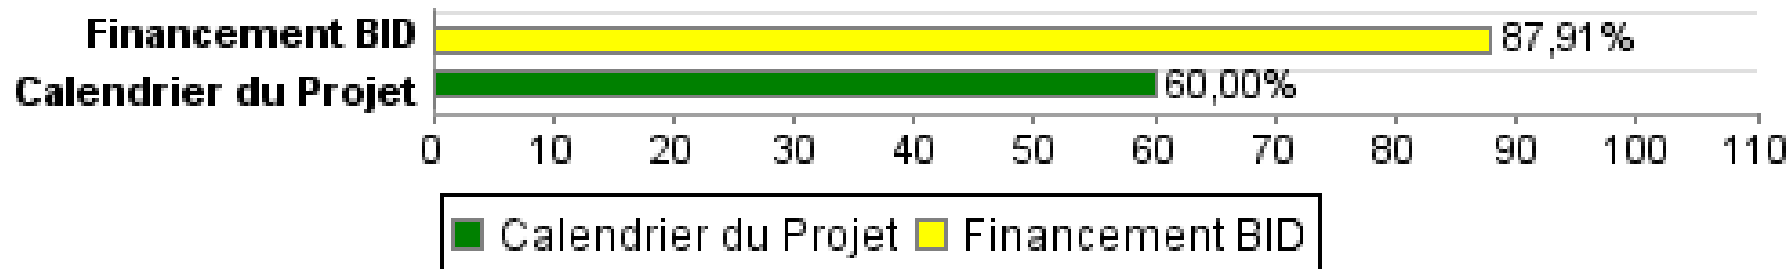 Financement BID 87,91%
Calendrier du Projet 60,00%
0 10 20 30 40 50 60 70 80 90 100 110
Calendrier du Projet Financement BID